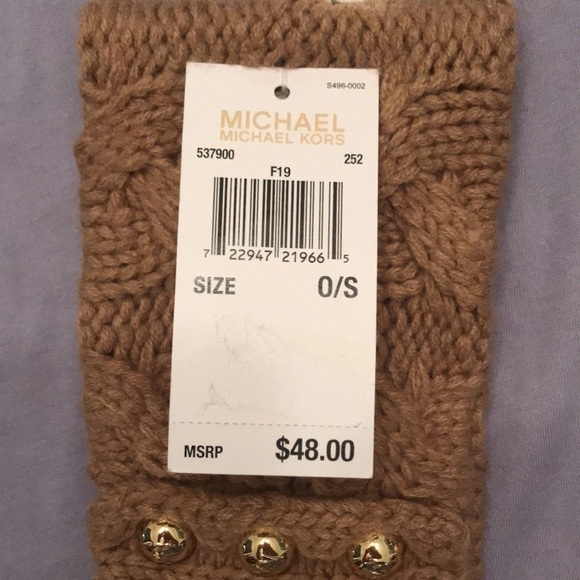 S496-0002
MICHAEL
MICHAEL KORS
537900 252
F19
7 22947 21966 5
SIZE O/S
MSRP $48.00